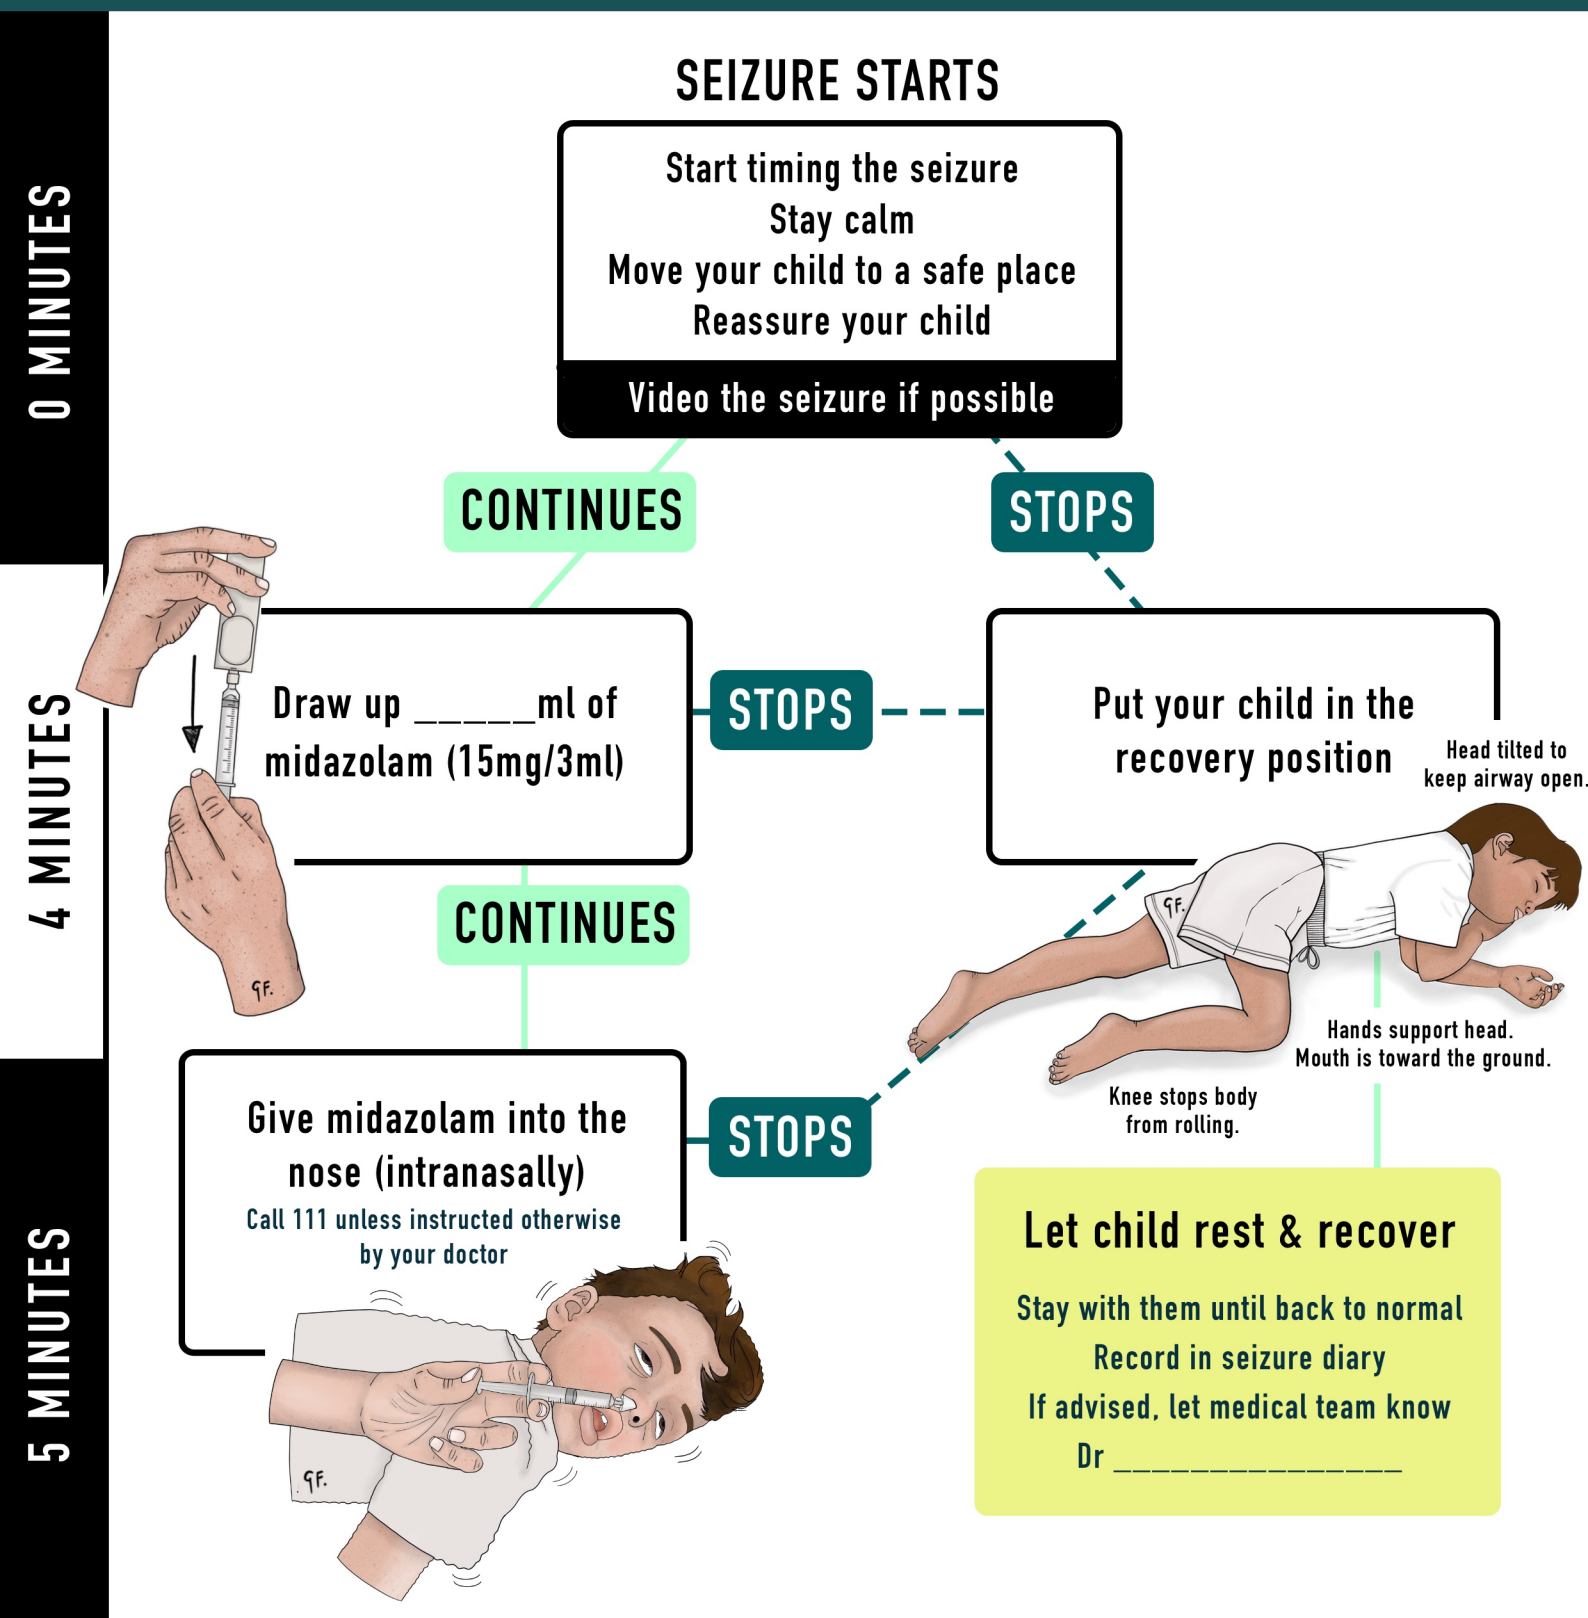 SEIZURE STARTS
0 MINUTES
Start timing the seizure
Stay calm
Move your child to a safe place
Reassure your child
Video the seizure if possible
CONTINUES
STOPS
4 MINUTES
Draw up ______ml of
midazolam (15mg/3ml)
STOPS
Put your child in the
recovery position
Head tilted to
keep airway open.
GF.
Hands support head.
Mouth is toward the ground.
Knee stops body
from rolling.
CONTINUES
GF.
5 MINUTES
Give midazolam into the
nose (intranasally)
Call 111 unless instructed otherwise
by your doctor
STOPS
GF.
Let child rest & recover
Stay with them until back to normal
Record in seizure diary
If advised, let medical team know
Dr _______________